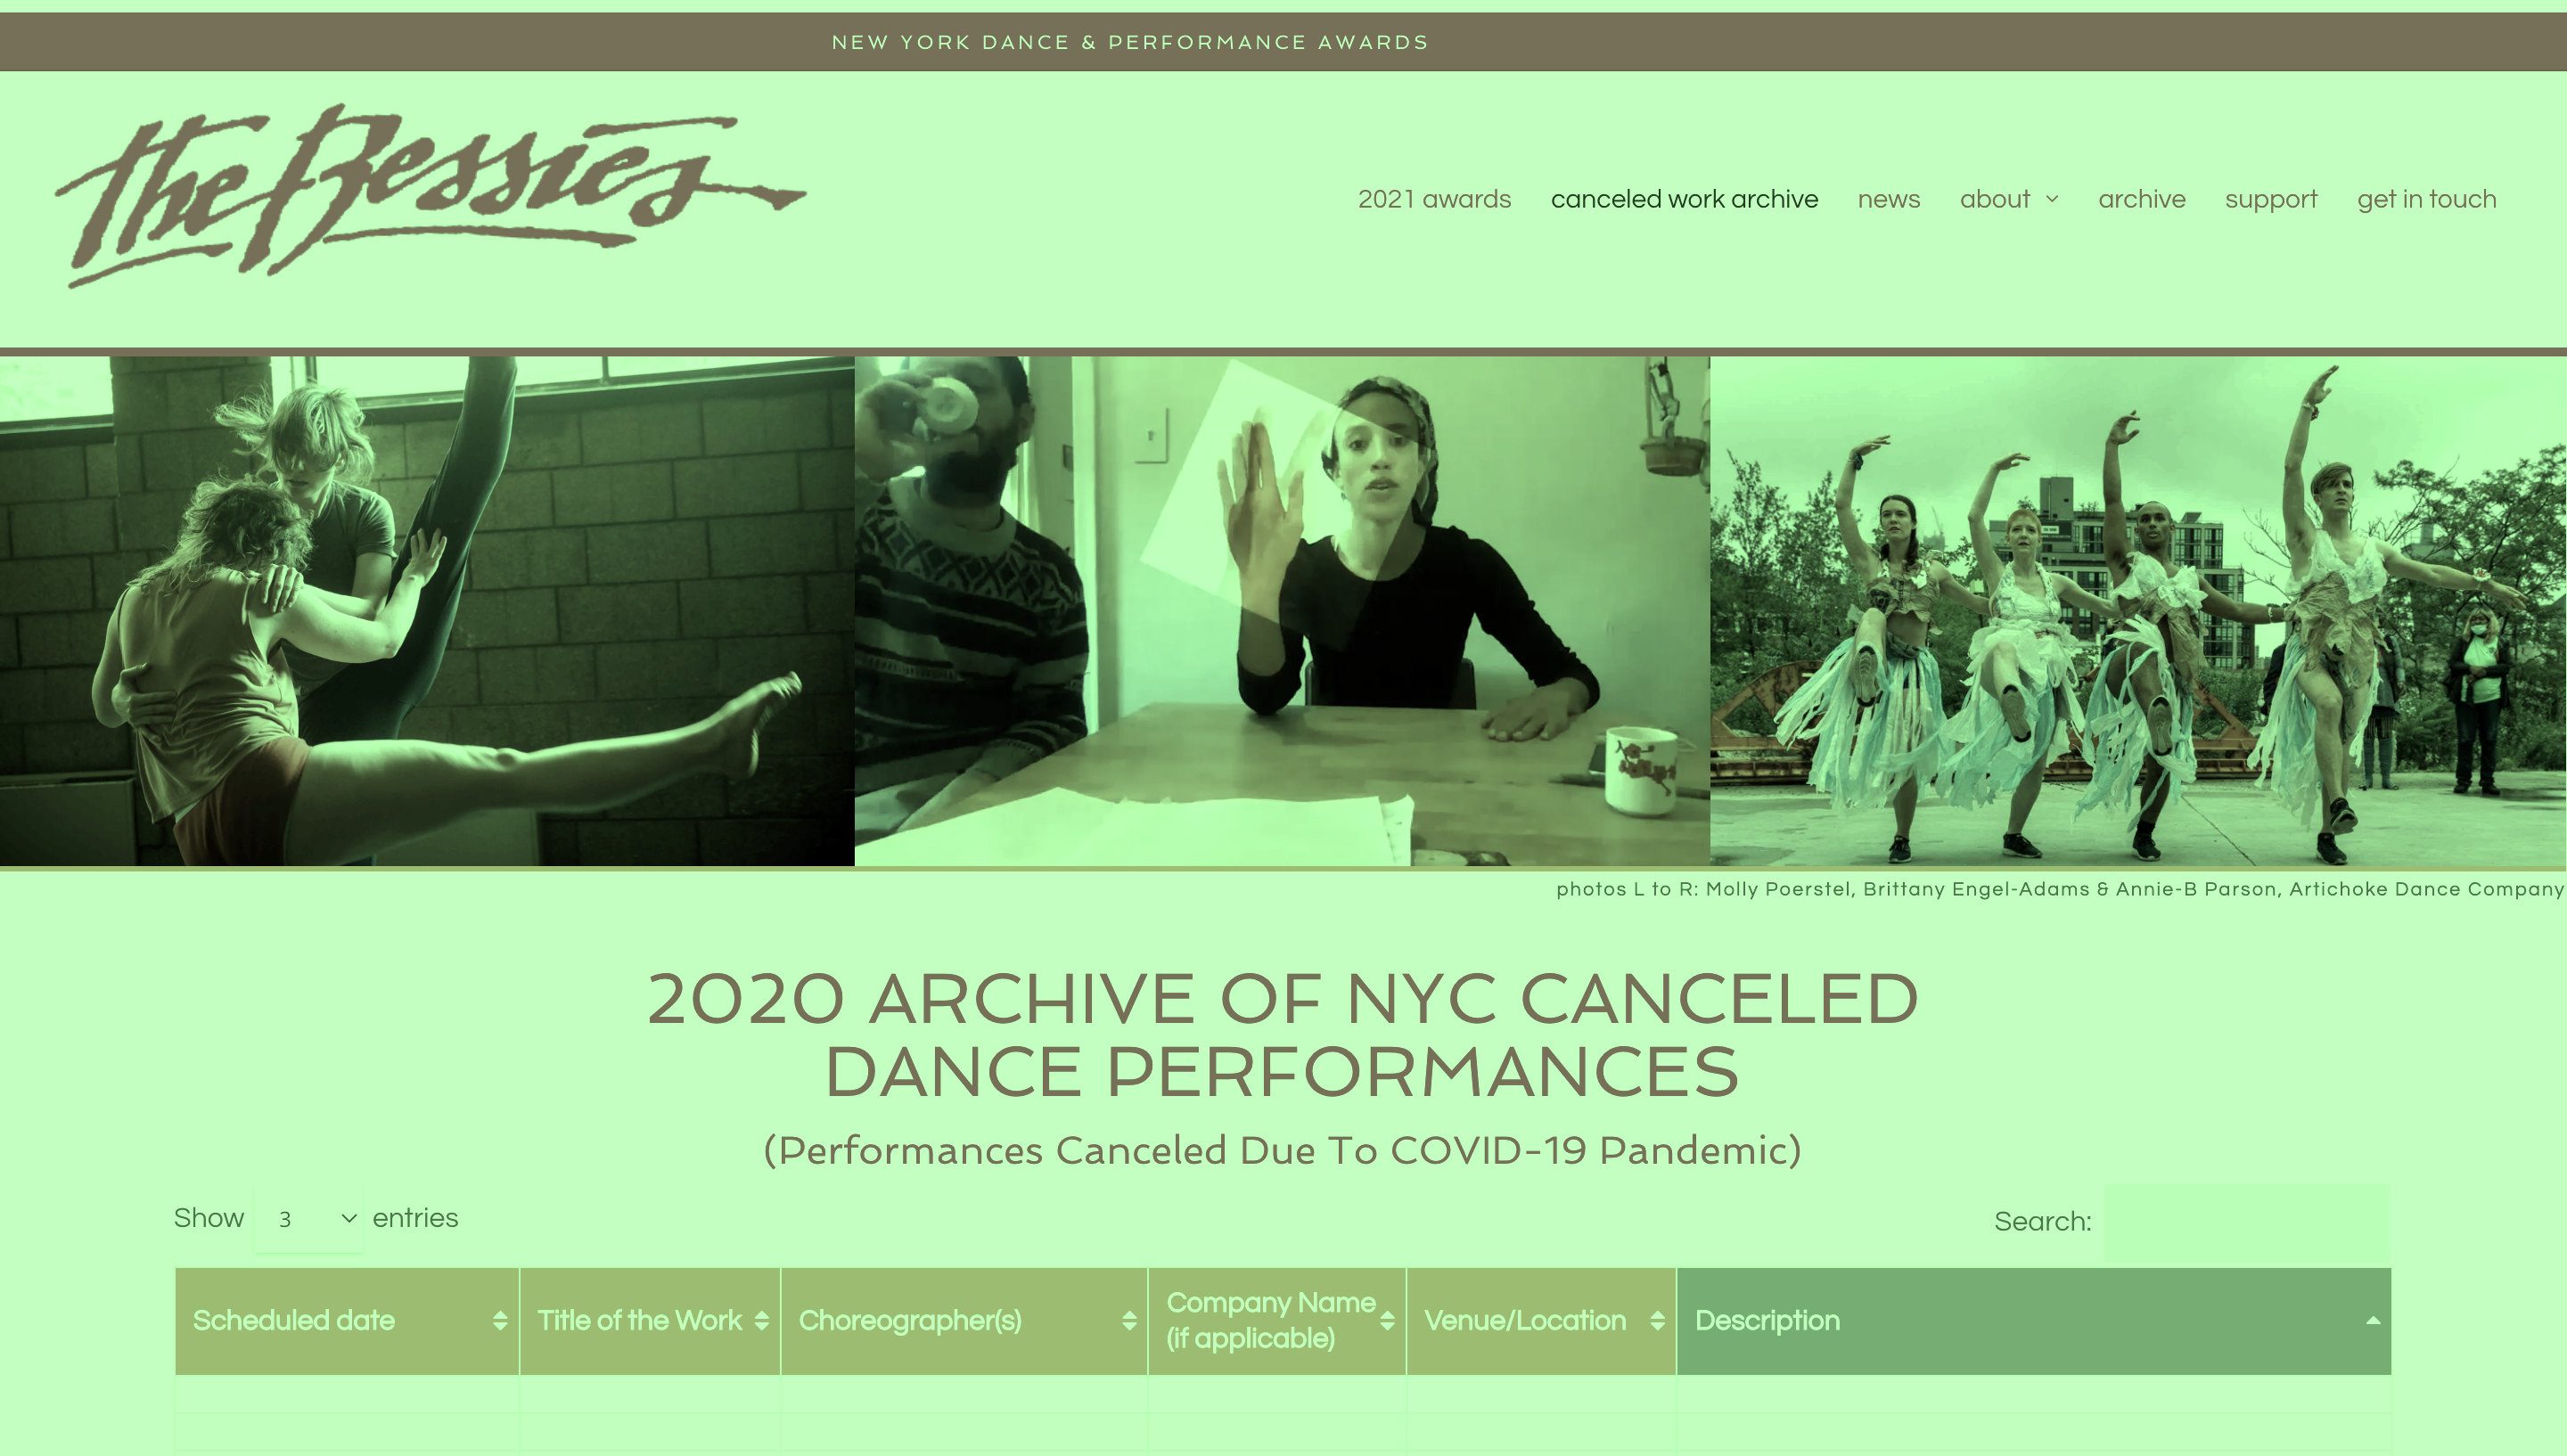 NEW YORK DANCE & PERFORMANCE AWARDS
the Bessies
2021 awards canceled work archive news about archive support get in touch
photos L to R: Molly Poerstel, Brittany Engel-Adams & Annie-B Parson, Artichoke Dance Company
2020 ARCHIVE OF NYC CANCELED
DANCE PERFORMANCES
(Performances Canceled Due To COVID-19 Pandemic)
Show 3 entries
Search:
Scheduled date
Title of the Work
Choreographer(s)
Company Name
(if applicable)
Venue/Location
Description